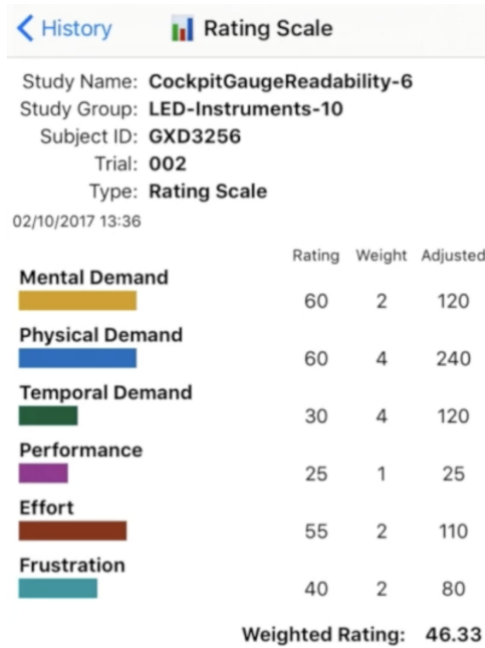 History Rating Scale
Study Name: CockpitGaugeReadability-6
Study Group: LED-Instruments-10
Subject ID: GXD3256
Trial: 002
Type: Rating Scale
02/10/2017 13:36
Rating Weight Adjusted
Mental Demand
60 2 120
Physical Demand
60 4 240
Temporal Demand
30 4 120
Performance
25 1 25
Effort
55 2 110
Frustration
40 2 80
Weighted Rating: 46.33